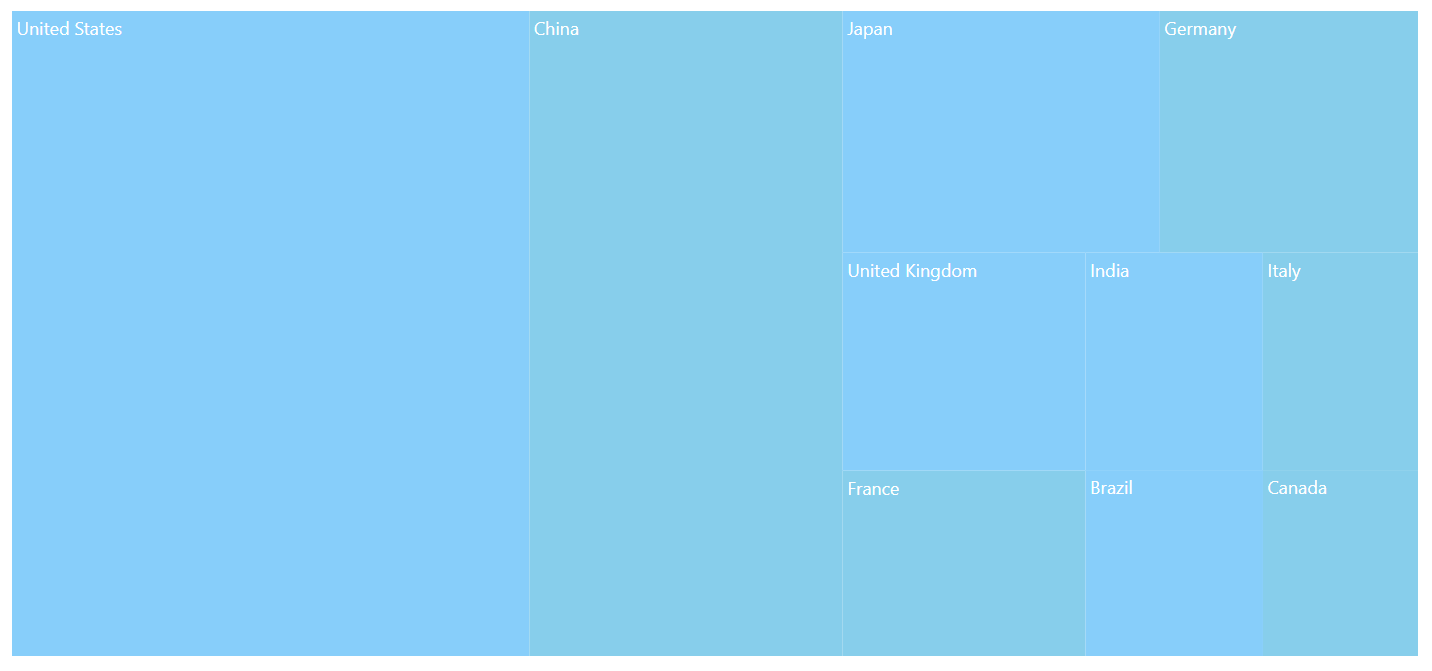 United States
China
Japan
Germany
United Kingdom
India
Italy
France
Brazil
Canada